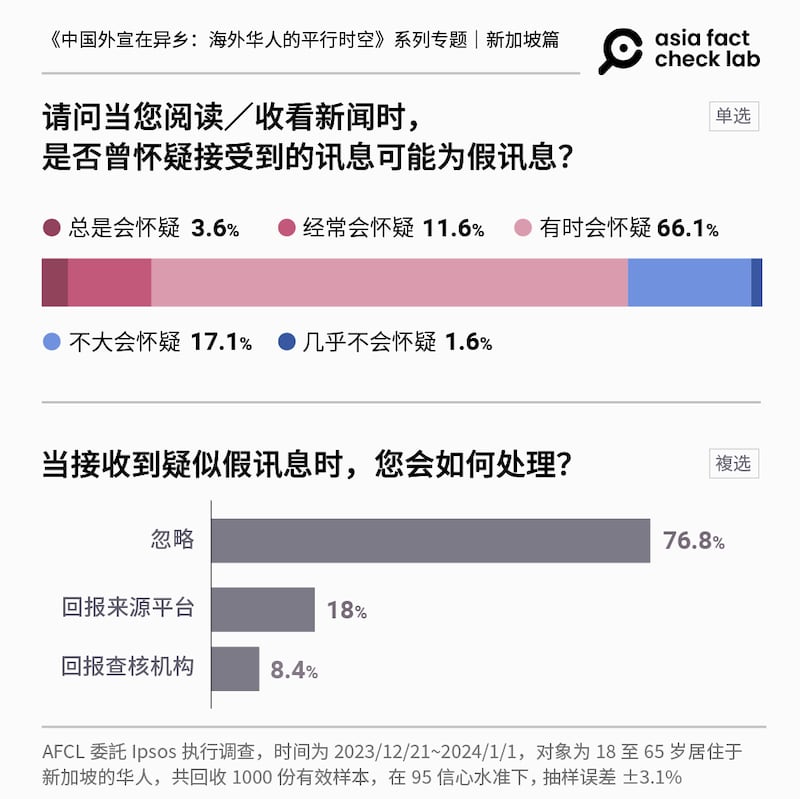 《中国外宣在异乡：海外华人的平行时空》系列专题｜新加坡篇
asia fact
check lab
请问当您阅读／收看新闻时，
单选
是否曾怀疑接受到的讯息可能为假讯息？
总是会怀疑 3.6% 经常会怀疑 11.6% 有时会怀疑 66.1%
不大会怀疑 17.1% 几乎不会怀疑 1.6%
当接收到疑似假讯息时，您会如何处理？
複选
忽略 76.8%
回报来源平台 18%
回报查核机构 8.4%
AFCL 委託 Ipsos 执行调查，时间为 2023/12/21~2024/1/1，对象为 18 至 65 岁居住于
新加坡的华人，共回收 1000 份有效样本，在 95 信心水准下，抽样误差 ±3.1%